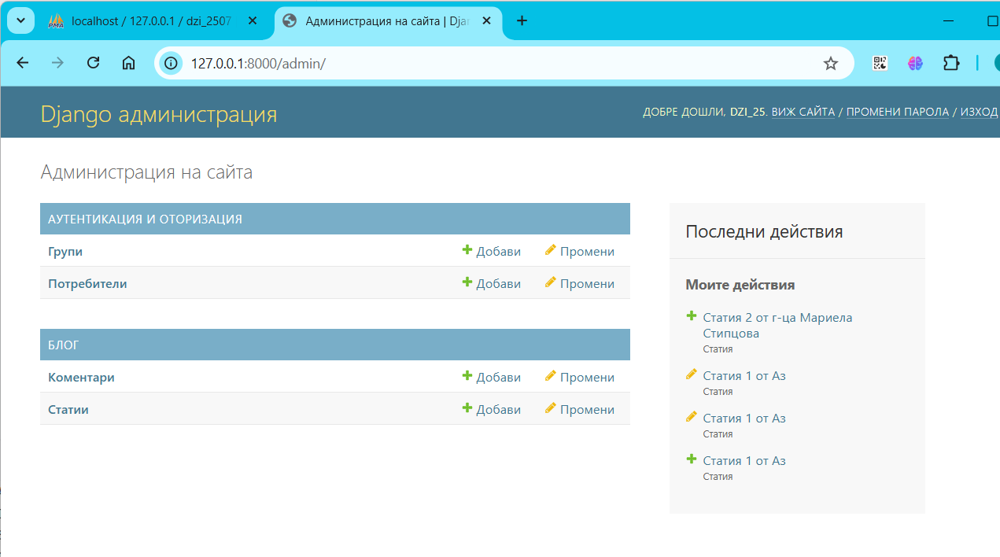 PMA localhost / 127.0.0.1 / dzi_2507
Администрация на сайта | Dja
127.0.0.1:8000/admin/
Django администрация
ДОБРЕ ДОШЛИ, DZI_25. ВИЖ САЙТА / ПРОМЕНИ ПАРОЛА / ИЗХОД
Администрация на сайта
АУТЕНТИКАЦИЯ И ОТОРИЗАЦИЯ
Групи Добави Промени
Потребители Добави Промени
БЛОГ
Коментари Добави Промени
Статии Добави Промени
Последни действия
Моите действия
Статия 2 от г-ца Мариела
Стипцова
Статия
Статия 1 от Аз
Статия
Статия 1 от Аз
Статия
Статия 1 от Аз
Статия